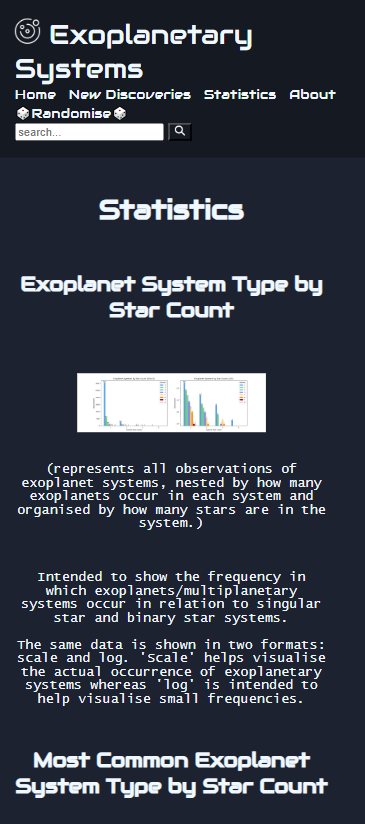 Exoplanetary
Systems
Home New Discoveries Statistics About
Randomise
search...
Statistics
Exoplanet System Type by
Star Count
(represents all observations of
exoplanet systems, nested by how many
exoplanets occur in each system and
organised by how many stars are in the
system.)
Intended to show the frequency in
which exoplanets/multiplanetary
systems occur in relation to singular
star and binary star systems.
The same data is shown in two formats:
scale and log. 'scale' helps visualise
the actual occurrence of exoplanetary
systems whereas 'log' is intended to
help visualise small frequencies.
Most Common Exoplanet
System Type by Star Count